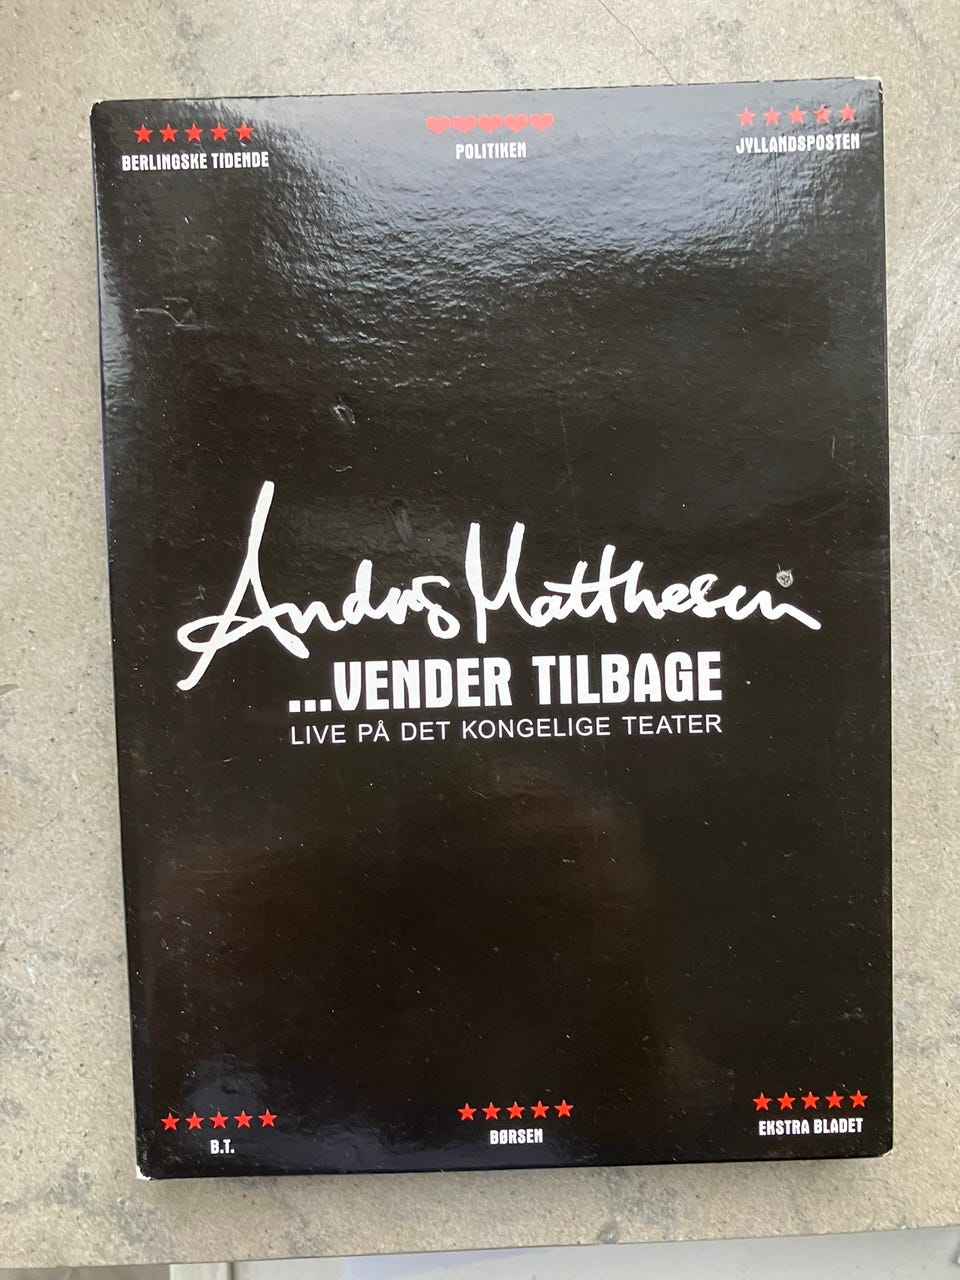 ★★★★★ ♥♥♥♥♥ ★★★★★
BERLINGSKE TIDENDE POLITIKEN JYLLANDSPOSTEN
Anders Matthesen
...VENDER TILBAGE
LIVE PÅ DET KONGELIGE TEATER
★★★★★ ★★★★★ ★★★★★
B.T. BØRSEN EKSTRA BLADET